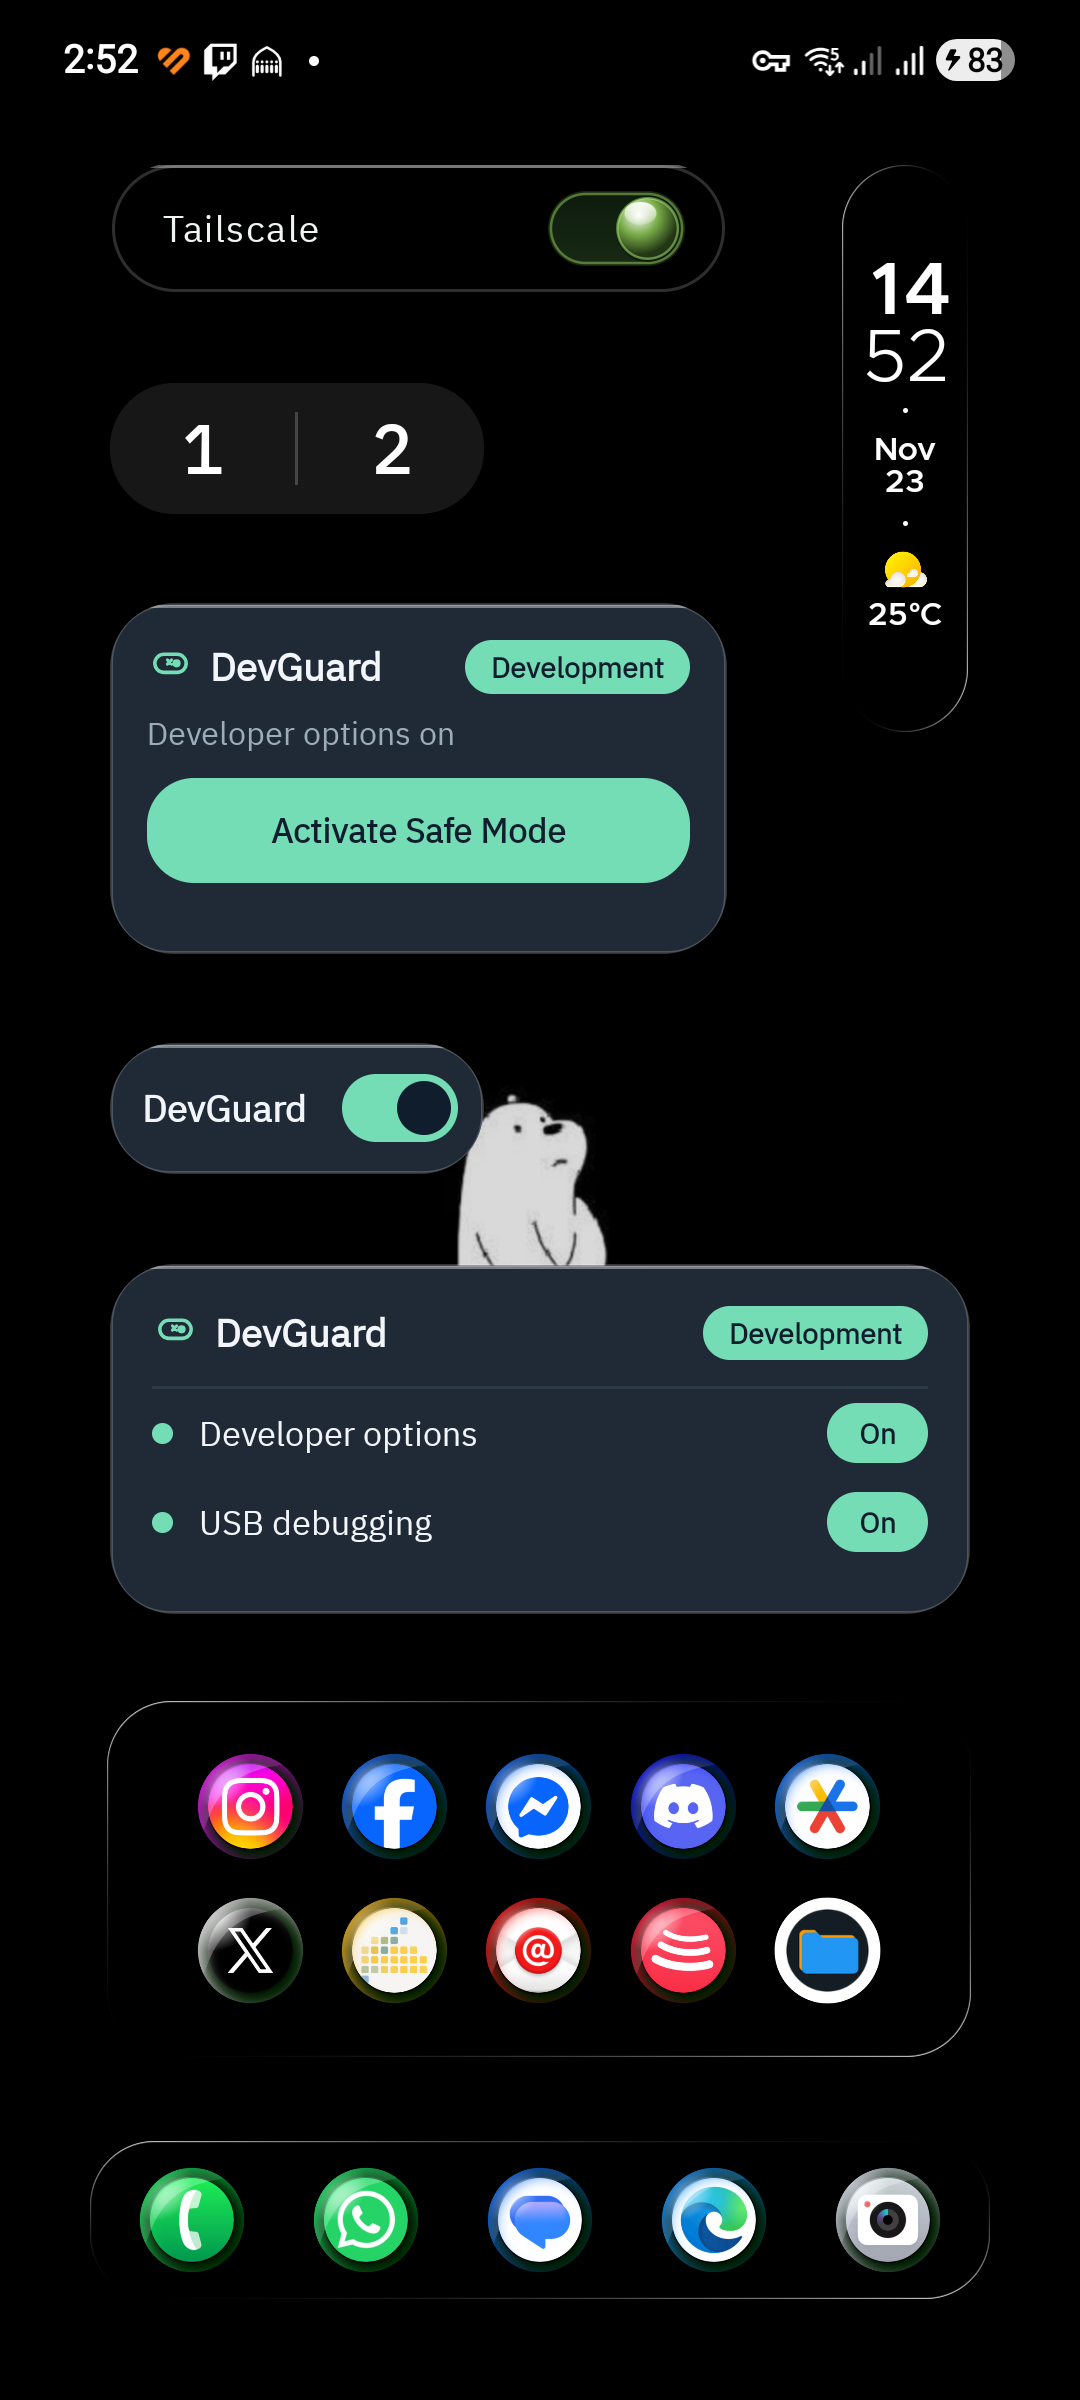 2:52
5
83
Tailscale
14
52
Nov
23
25°C
1 2
DevGuard Development
Developer options on
Activate Safe Mode
DevGuard
DevGuard Development
Developer options On
USB debugging On